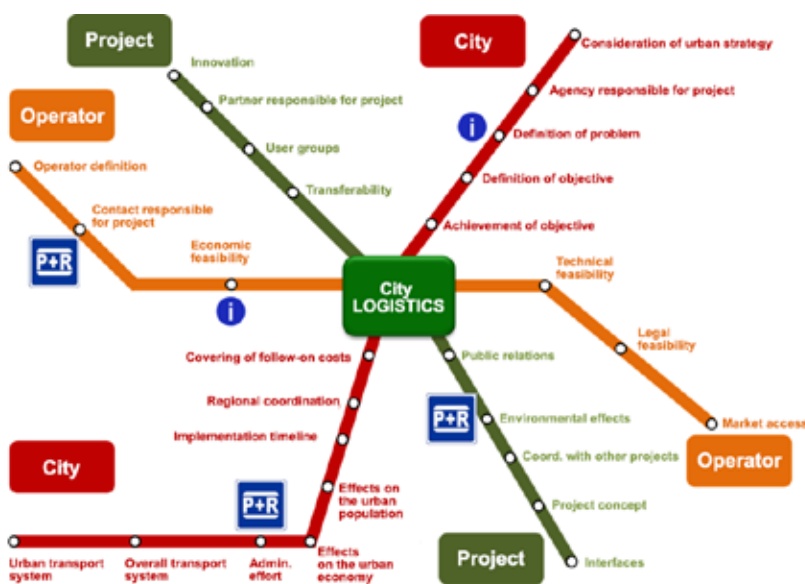 Project
City
Innovation
Consideration of urban strategy
Partner responsible for project
Agency responsible for project
Operator
i
User groups
Definition of problem
Operator definition
Transferability
Definition of objective
Contact responsible
for project
Achievement of objective
P+R
Economic
feasibility
Technical
feasibility
City
LOGISTICS
i
Legal
feasibility
Covering of follow-on costs
Public relations
Regional coordination
P+R
Environmental effects
Market access
Implementation timeline
City
Coord. with other projects
Operator
P+R
Effects on
the urban
population
Project concept
Urban transport
system
Overall transport
system
Admin.
effort
Effects
on the urban
economy
Project
Interfaces